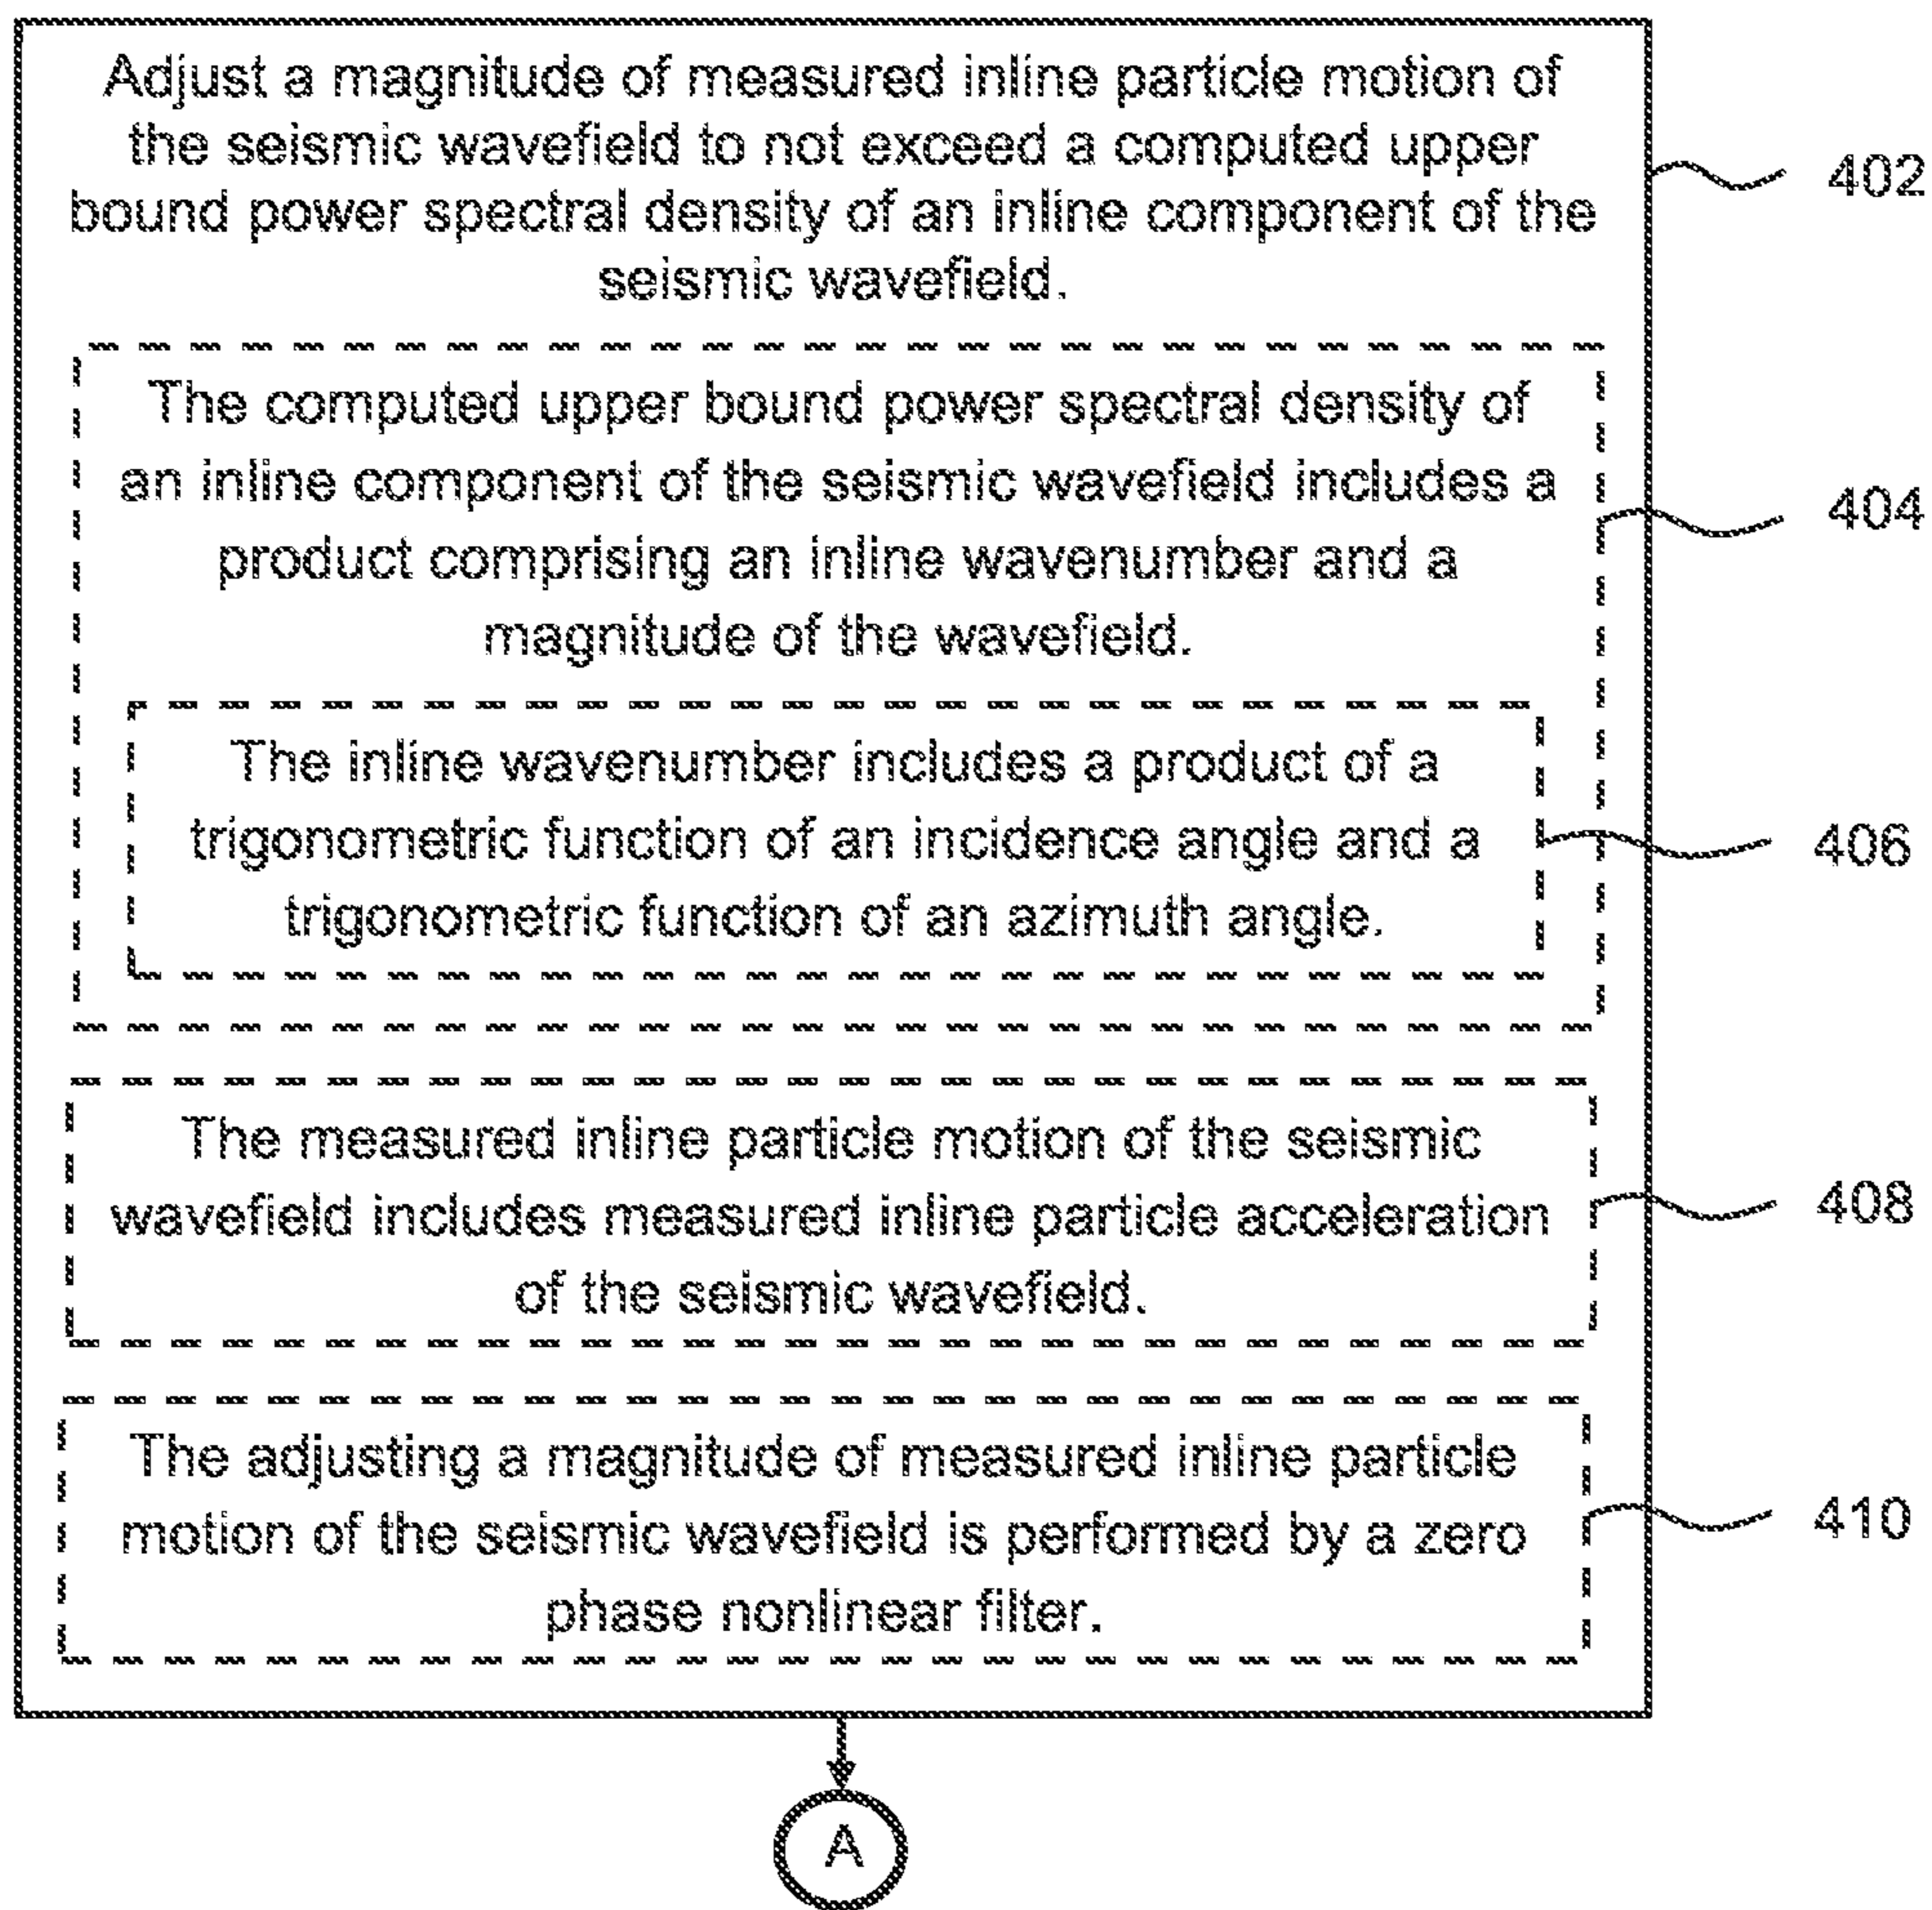 Adjust a magnitude of measured inline particle motion of
the seismic wavefield to not exceed a computed upper
bound power spectral density of an inline component of the
seismic wavefield.
402
The computed upper bound power spectral density of
an inline component of the seismic wavefield includes a
product comprising an inline wavenumber and a
magnitude of the wavefield.
404
The inline wavenumber includes a product of a
trigonometric function of an incidence angle and a
trigonometric function of an azimuth angle.
406
The measured inline particle motion of the seismic
wavefield includes measured inline particle acceleration
of the seismic wavefield.
408
The adjusting a magnitude of measured inline particle
motion of the seismic wavefield is performed by a zero
phase nonlinear filter.
410
A